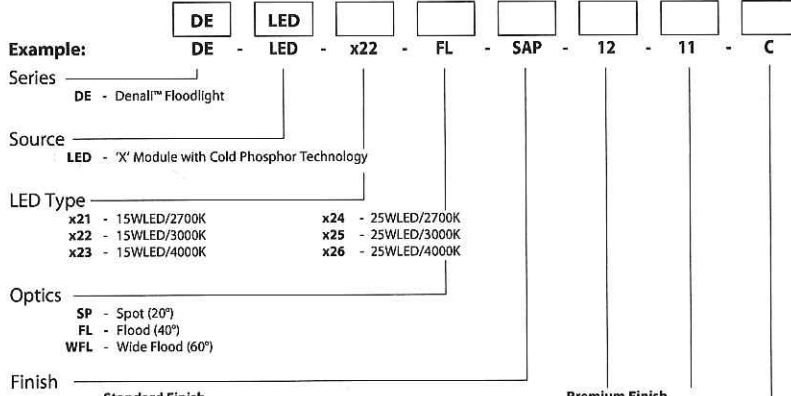 DE LED
Example: DE - LED - x22 - FL - SAP - 12 - 11 - C
Series
DE - Denali™ Floodlight
Source
LED - 'X' Module with Cold Phosphor Technology
LED Type
x21 - 15WLED/2700K x24 - 25WLED/2700K
x22 - 15WLED/3000K x25 - 25WLED/3000K
x23 - 15WLED/4000K x26 - 25WLED/4000K
Optics
SP - Spot (20°)
FL - Flood (40°)
WFL - Wide Flood (60°)
Finish
Standard Finish Premium Finish